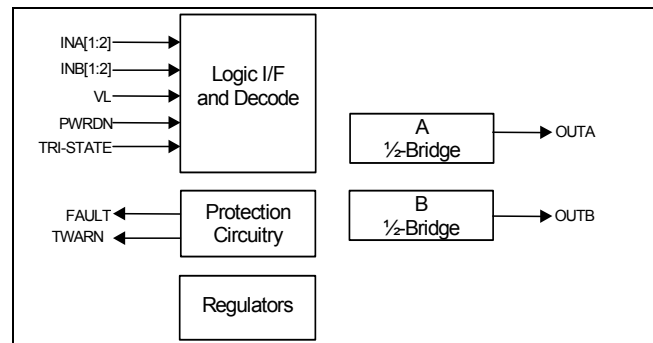 INA[1:2]
INB[1:2]
VL
PWRDN
TRI-STATE
Logic I/F
and Decode
A
½-Bridge
OUTA
FAULT
TWARN
Protection
Circuitry
B
½-Bridge
OUTB
Regulators